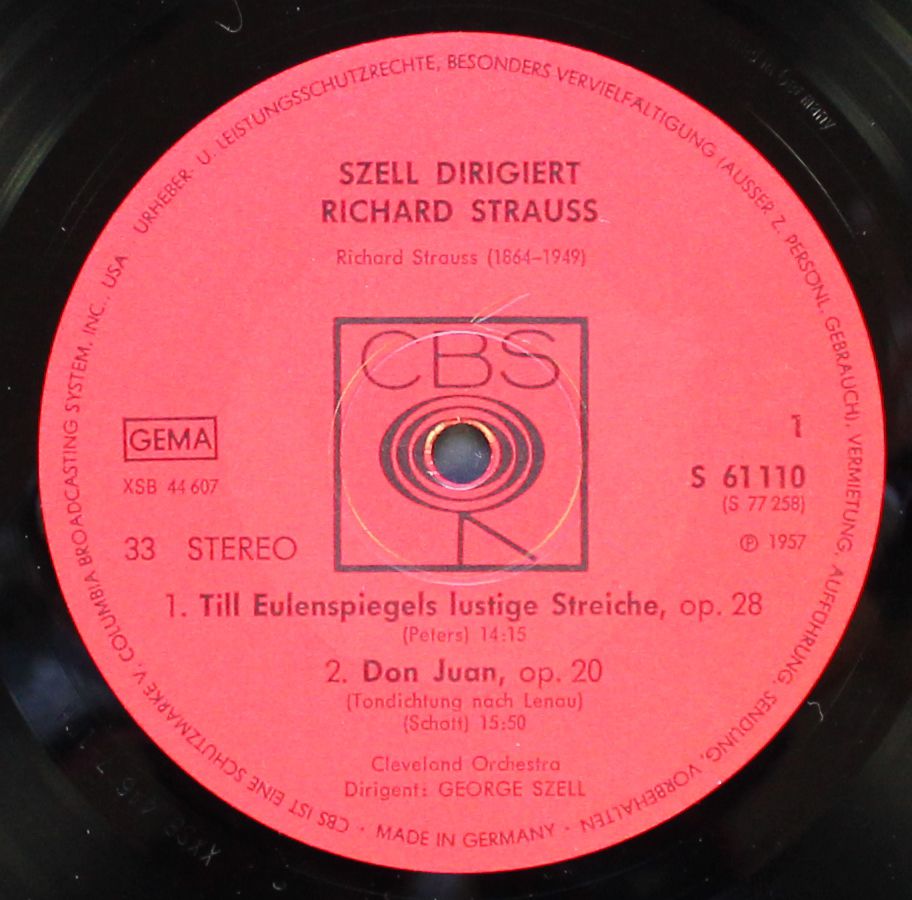 URHEBER- U. LEISTUNGSSCHUTZRECHTE, BESONDERS VERVIELFÄLTIGUNG (AUSSER Z. PERSÖNL. GEBRAUCH), VERMIETUNG, AUFFÜHRUNG, SENDUNG, VORBEHALTEN · MADE IN GERMANY · CBS IST EINE SCHUTZMARKE V. COLUMBIA BROADCASTING SYSTEM, INC., USA
SZELL DIRIGIERT
RICHARD STRAUSS
Richard Strauss (1864–1949)
CBS
GEMA
XSB 44 607
33 STEREO
1
S 61 110
(S 77 258)
Ⓟ 1957
1. Till Eulenspiegels lustige Streiche, op. 28
(Peters) 14:15
2. Don Juan, op. 20
(Tondichtung nach Lenau)
(Schott) 15:50
Cleveland Orchestra
Dirigent: GEORGE SZELL
Germany